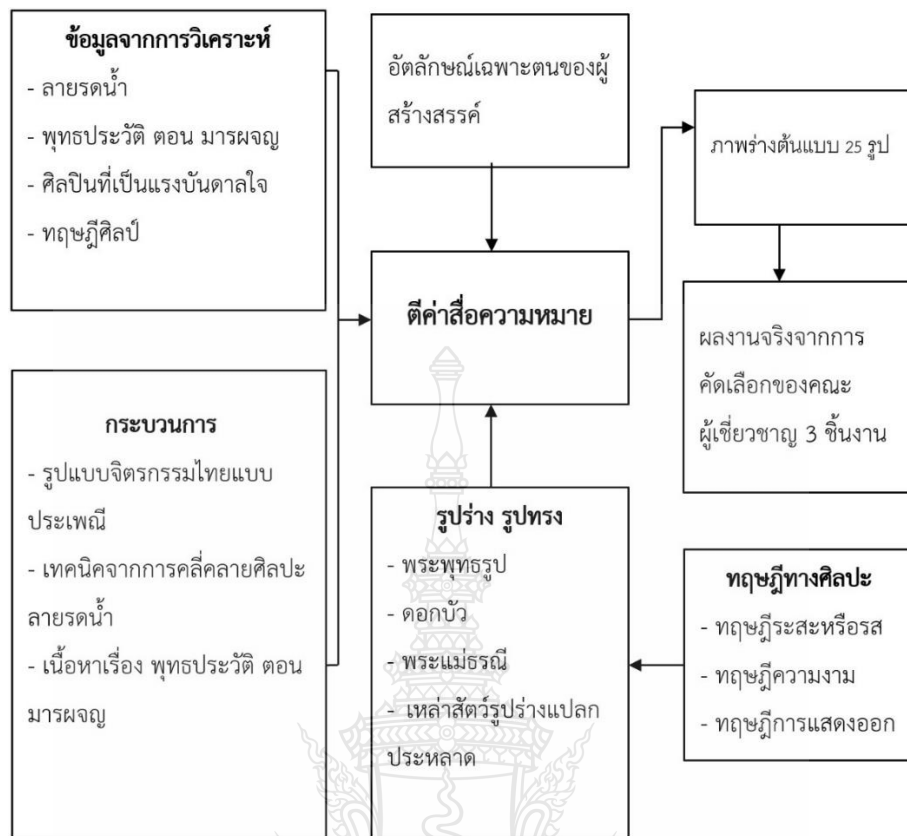 ข้อมูลจากการวิเคราะห์
- ลายรดน้ำ
- พุทธประวัติ ตอน มารผจญ
- ศิลปินที่เป็นแรงบันดาลใจ
- ทฤษฎีศิลป์
อัตลักษณ์เฉพาะตนของผู้
สร้างสรรค์
ภาพร่างต้นแบบ 25 รูป
ตีค่าสื่อความหมาย
ผลงานจริงจากการ
คัดเลือกของคณะ
ผู้เชี่ยวชาญ 3 ชิ้นงาน
กระบวนการ
- รูปแบบจิตรกรรมไทยแบบ
ประเพณี
- เทคนิคจากการคลี่คลายศิลปะ
ลายรดน้ำ
- เนื้อหาเรื่อง พุทธประวัติ ตอน
มารผจญ
รูปร่าง รูปทรง
- พระพุทธรูป
- ดอกบัว
- พระแม่ธรณี
- เหล่าสัตว์รูปร่างแปลก
ประหลาด
ทฤษฎีทางศิลปะ
- ทฤษฎีระสะหรือรส
- ทฤษฎีความงาม
- ทฤษฎีการแสดงออก